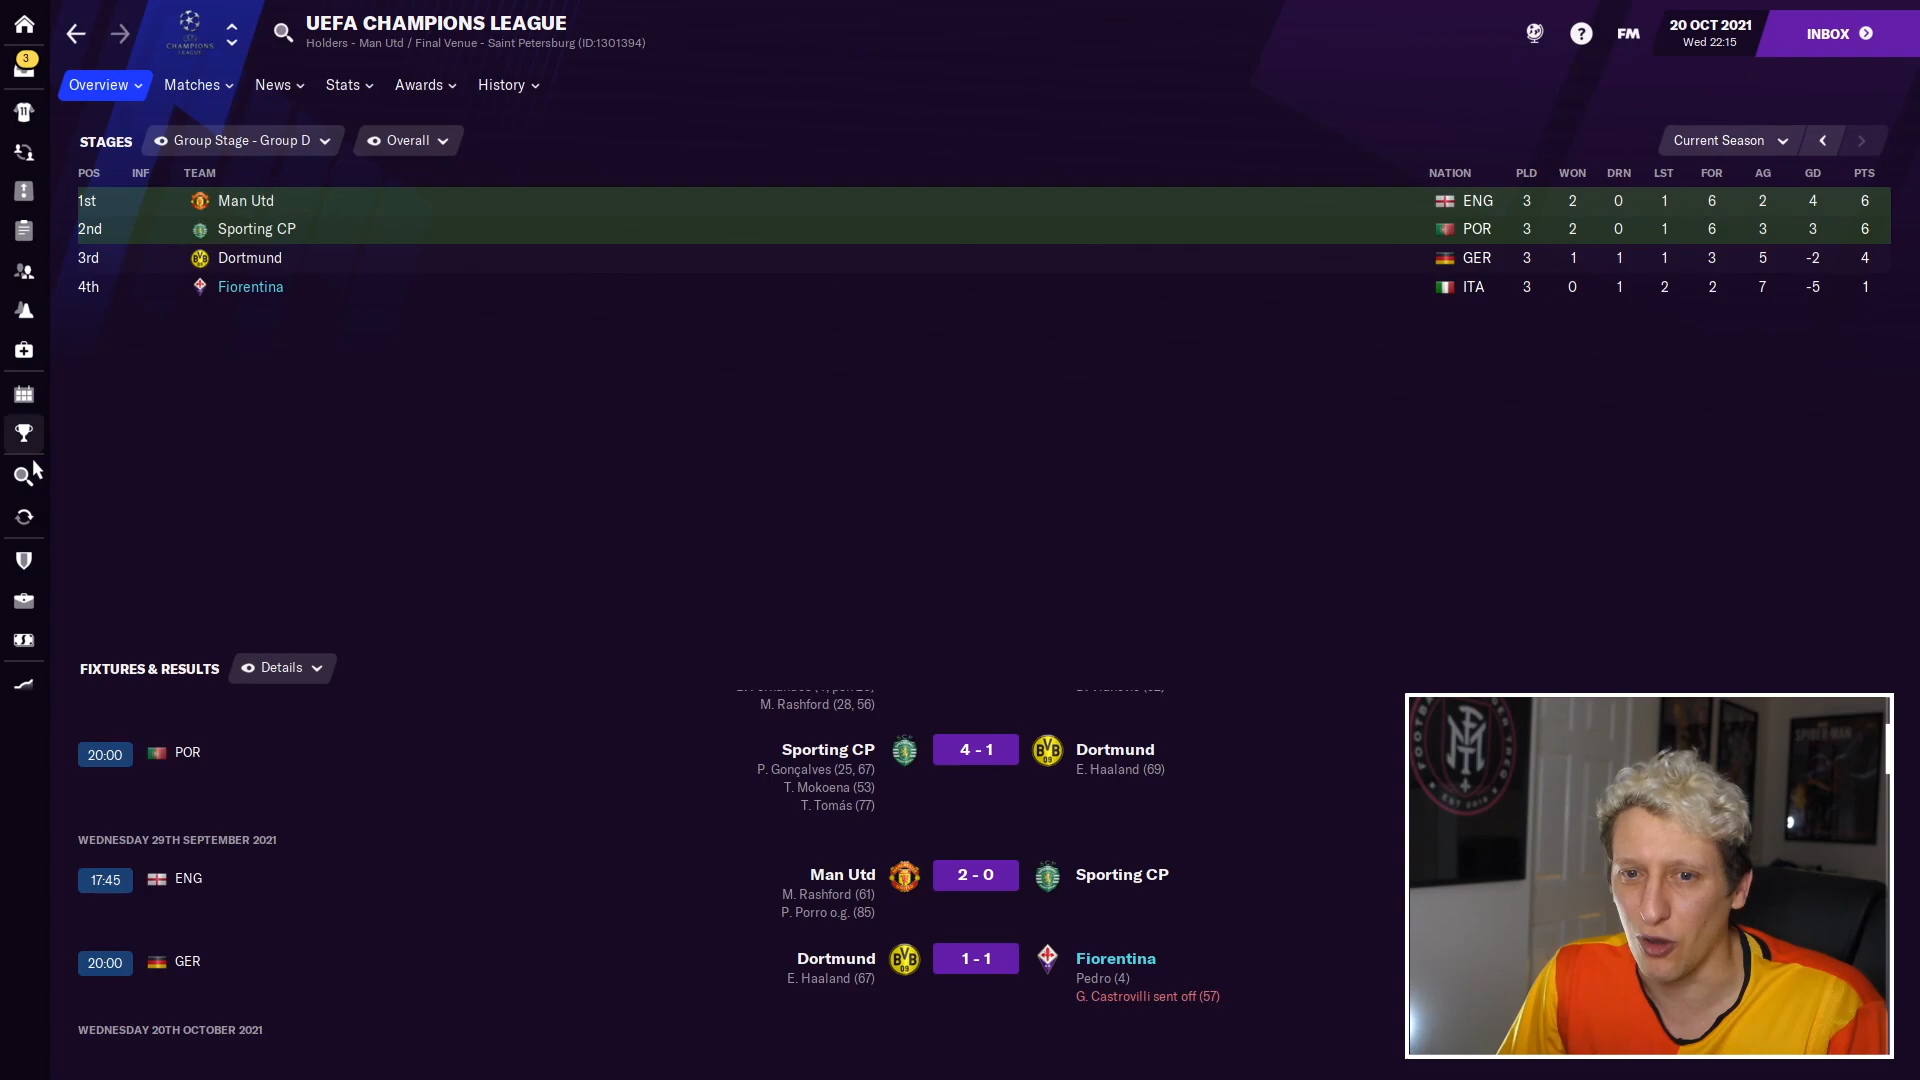 UEFA CHAMPIONS LEAGUE
Holders - Man Utd / Final Venue - Saint Petersburg (ID:1301394)
CHAMPIONS
20 OCT 2021
Wed 22:15
FM
INBOX
3
11
Overview Matches News Stats Awards History
STAGES Group Stage - Group D Overall Current Season
POS INF TEAM NATION PLD WON DRN LST FOR AG GD PTS
1st Man Utd ENG 3 2 0 1 6 2 4 6
2nd Sporting CP POR 3 2 0 1 6 3 3 6
3rd Dortmund GER 3 1 1 1 3 5 -2 4
4th Fiorentina ITA 3 0 1 2 2 7 -5 1
FIXTURES & RESULTS Details
M. Rashford (28, 56)
20:00 POR Sporting CP 4 - 1 Dortmund
P. Gonçalves (25, 67) E. Haaland (69)
T. Mokoena (53)
T. Tomás (77)
WEDNESDAY 29TH SEPTEMBER 2021
17:45 ENG Man Utd 2 - 0 Sporting CP
M. Rashford (61)
P. Porro o.g. (85)
20:00 GER Dortmund 1 - 1 Fiorentina
E. Haaland (67) Pedro (4)
G. Castrovilli sent off (57)
WEDNESDAY 20TH OCTOBER 2021